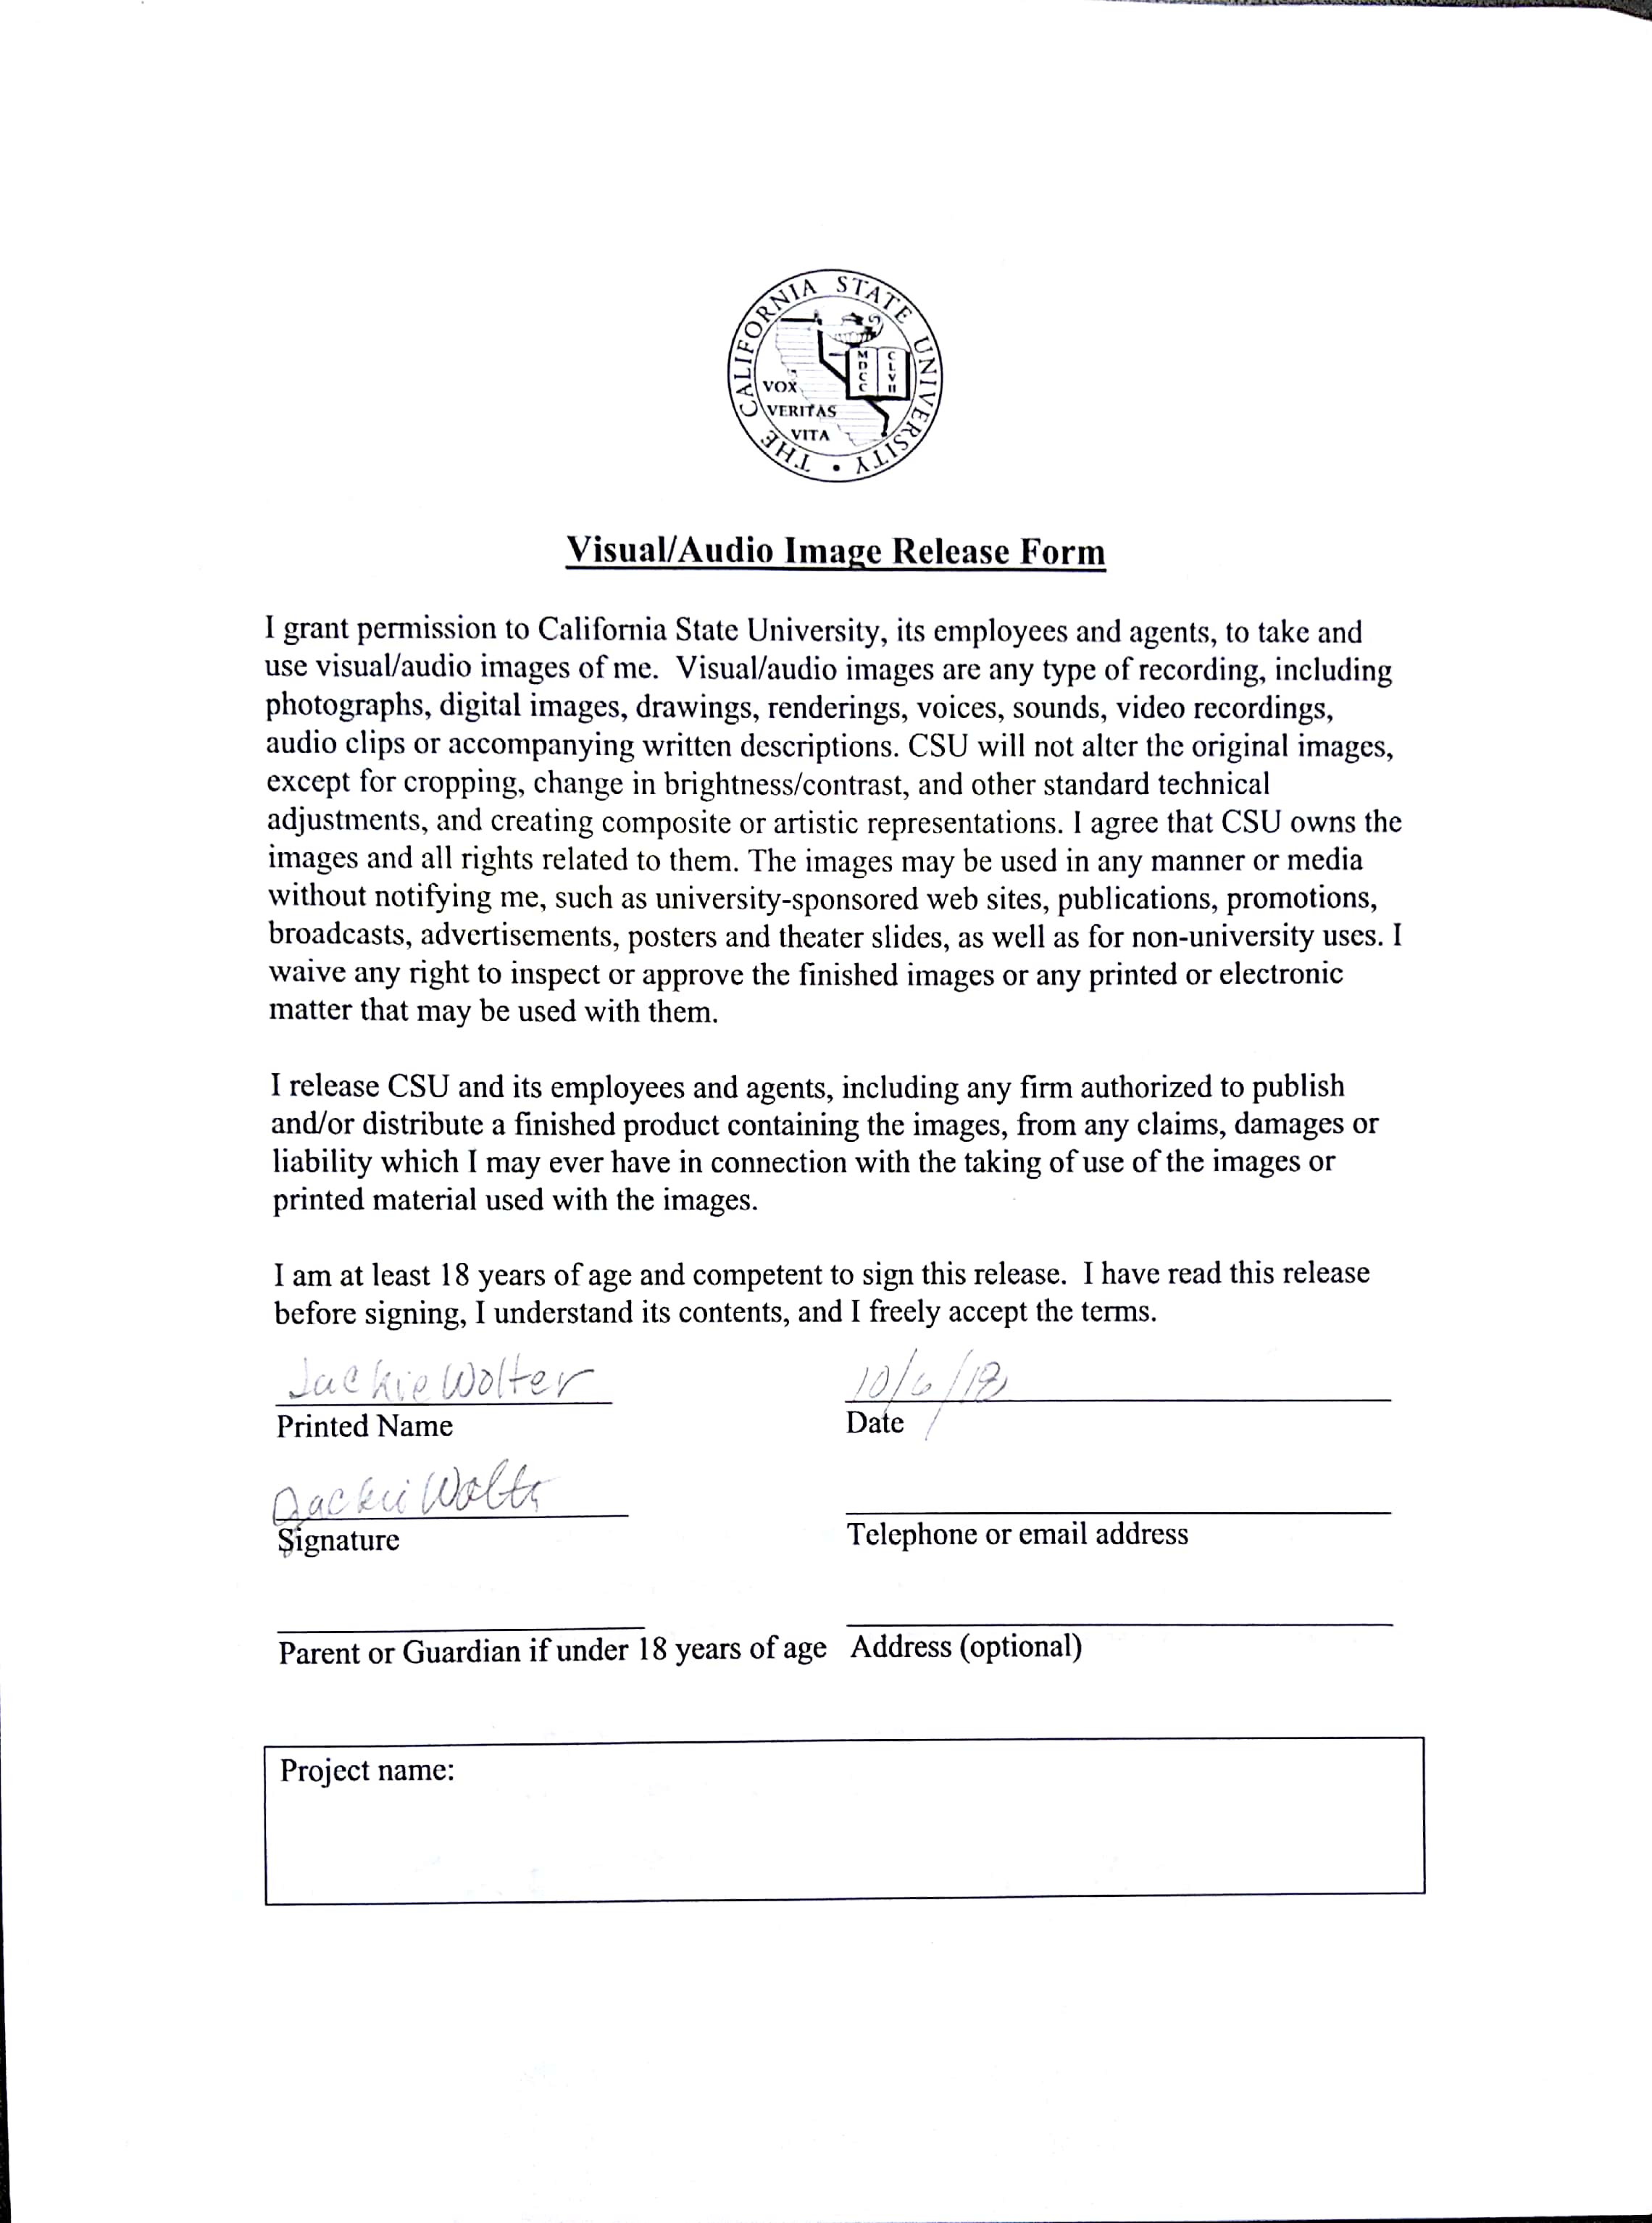 THE CALIFORNIA STATE UNIVERSITY •
VOX
VERITAS
VITA
MDCCCLVII
Visual/Audio Image Release Form
I grant permission to California State University, its employees and agents, to take and
use visual/audio images of me.  Visual/audio images are any type of recording, including
photographs, digital images, drawings, renderings, voices, sounds, video recordings,
audio clips or accompanying written descriptions. CSU will not alter the original images,
except for cropping, change in brightness/contrast, and other standard technical
adjustments, and creating composite or artistic representations. I agree that CSU owns the
images and all rights related to them. The images may be used in any manner or media
without notifying me, such as university-sponsored web sites, publications, promotions,
broadcasts, advertisements, posters and theater slides, as well as for non-university uses. I
waive any right to inspect or approve the finished images or any printed or electronic
matter that may be used with them.
I release CSU and its employees and agents, including any firm authorized to publish
and/or distribute a finished product containing the images, from any claims, damages or
liability which I may ever have in connection with the taking of use of the images or
printed material used with the images.
I am at least 18 years of age and competent to sign this release.  I have read this release
before signing, I understand its contents, and I freely accept the terms.
Jackie Wolter 10/6/18
Printed Name Date
Jackie Wolter
Signature Telephone or email address
Parent or Guardian if under 18 years of age Address (optional)
Project name: